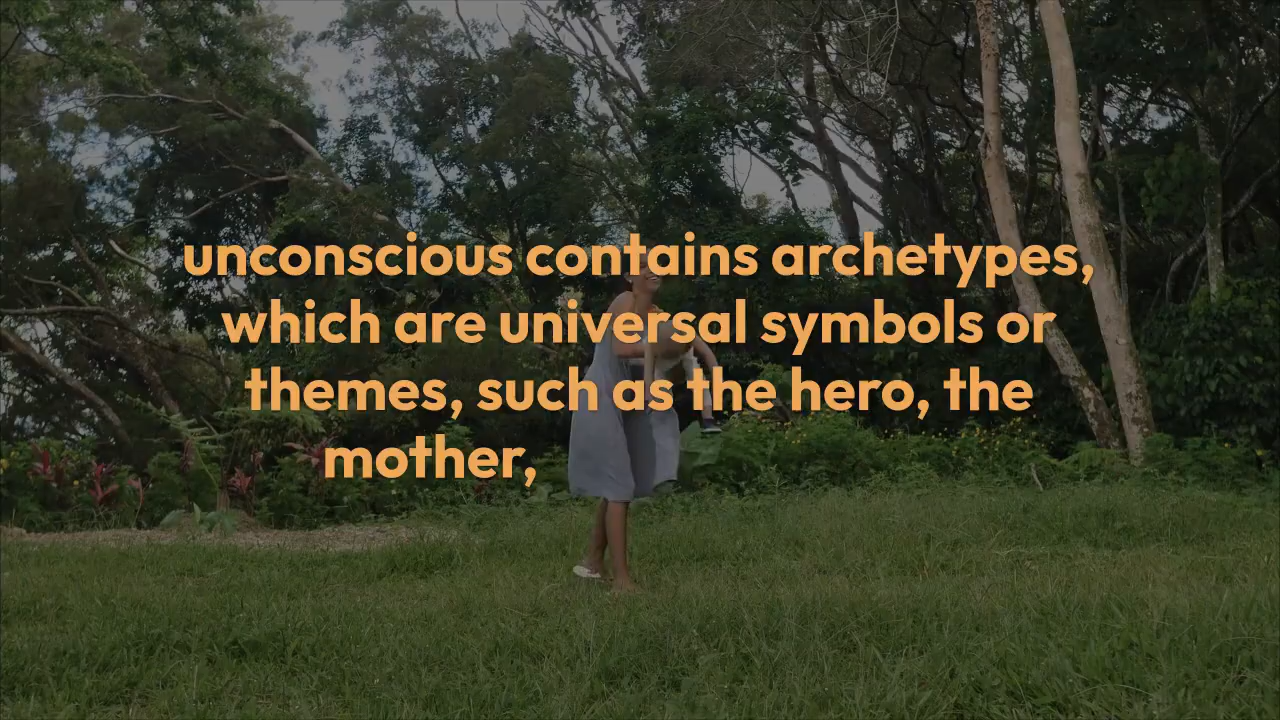 unconscious contains archetypes,
which are universal symbols or
themes, such as the hero, the
mother,